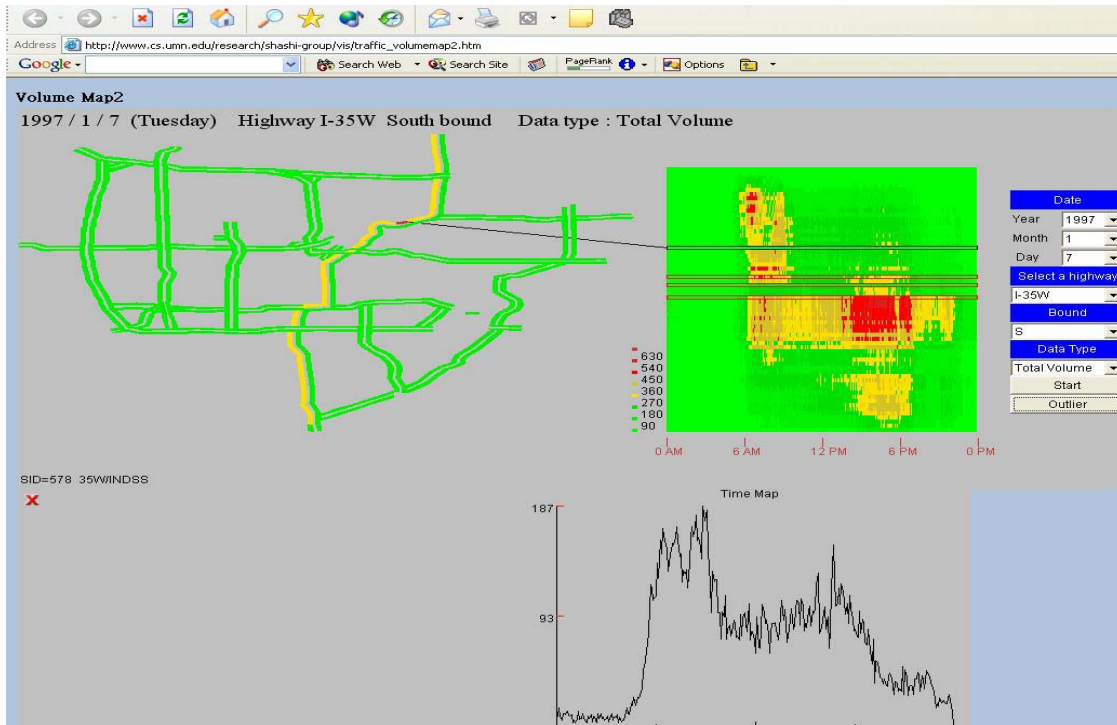 Address http://www.cs.umn.edu/research/shashi-group/vis/traffic_volumemap2.htm
Google Search Web Search Site PageRank Options
Volume Map2
1997 / 1 / 7 (Tuesday) Highway I-35W South bound Data type : Total Volume
Date
Year 1997
Month 1
Day 7
Select a highway
I-35W
Bound
S
Data Type
Total Volume
Start
Outlier
630
540
450
360
270
180
90
0 AM 6 AM 12 PM 6 PM 0 PM
SID=578 35W/INDSS
Time Map
187
93